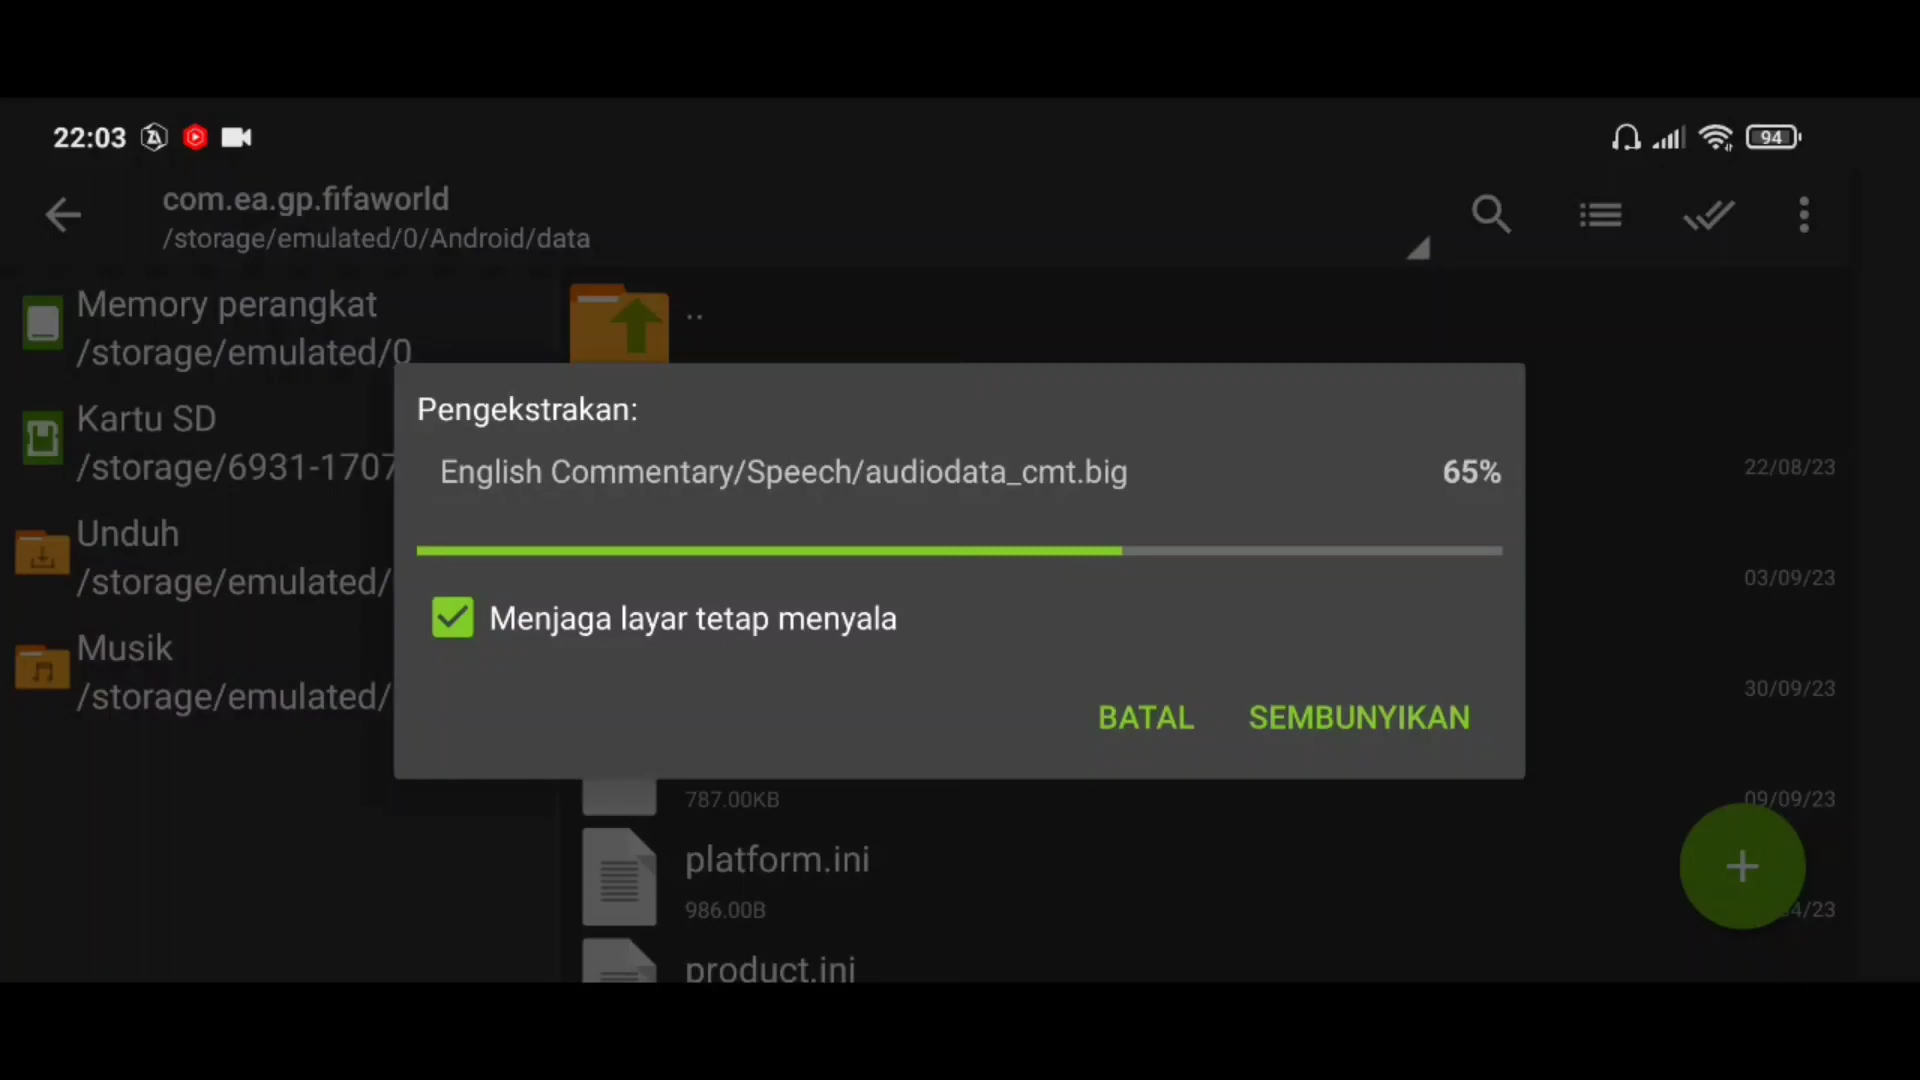 22:03
94
com.ea.gp.fifaworld
/storage/emulated/0/Android/data
Memory perangkat
/storage/emulated/0
Kartu SD
/storage/6931-1707
Unduh
/storage/emulated/
Musik
/storage/emulated/
..
22/08/23
03/09/23
30/09/23
Pengekstrakan:
English Commentary/Speech/audiodata_cmt.big
65%
Menjaga layar tetap menyala
BATAL
SEMBUNYIKAN
787.00KB
09/09/23
platform.ini
986.00B
4/23
product.ini